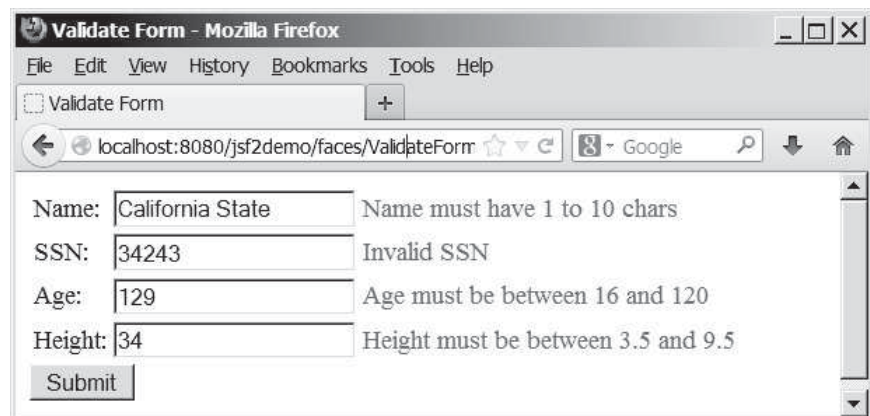 Validate Form - Mozilla Firefox
File Edit View History Bookmarks Tools Help
Validate Form +
localhost:8080/jsf2demo/faces/ValidateForm 8 Google
Name: California State Name must have 1 to 10 chars
SSN: 34243 Invalid SSN
Age: 129 Age must be between 16 and 120
Height: 34 Height must be between 3.5 and 9.5
Submit